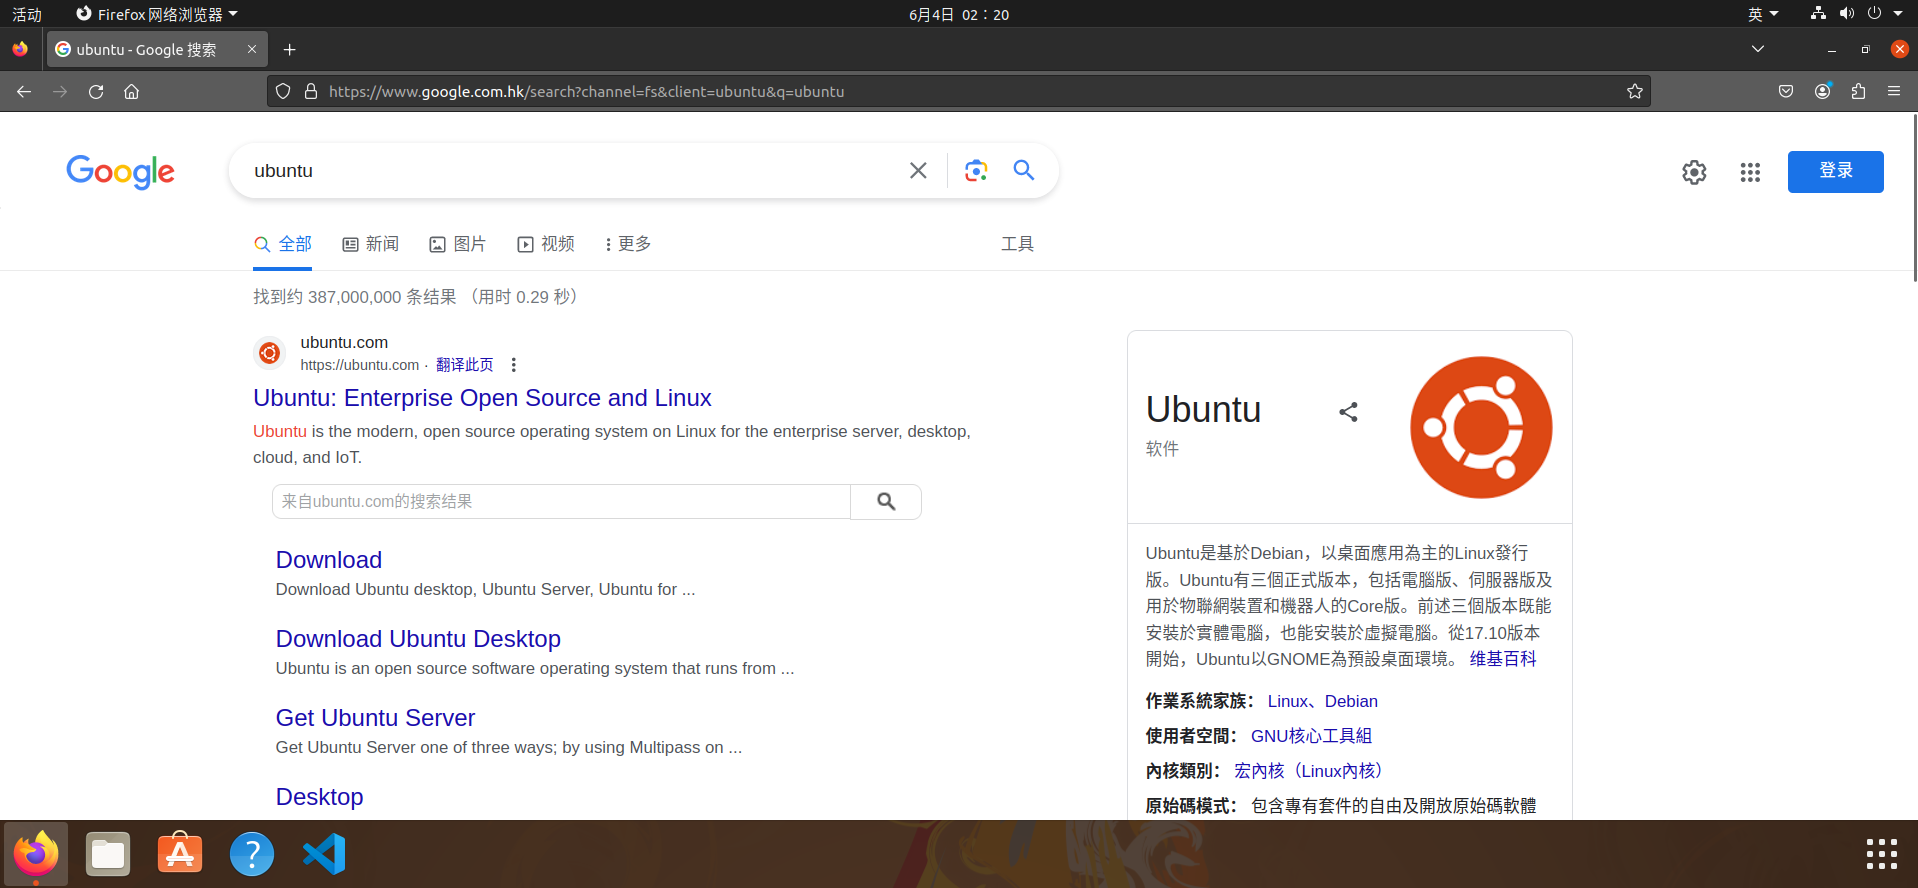 活动
Firefox 网络浏览器
6月4日 02：20
英
ubuntu - Google 搜索
https://www.google.com.hk/search?channel=fs&client=ubuntu&q=ubuntu
Google
ubuntu
登录
全部
新闻
图片
视频
更多
工具
找到约 387,000,000 条结果 （用时 0.29 秒）
ubuntu.com
https://ubuntu.com · 翻译此页
Ubuntu: Enterprise Open Source and Linux
Ubuntu is the modern, open source operating system on Linux for the enterprise server, desktop,
cloud, and IoT.
来自ubuntu.com的搜索结果
Download
Download Ubuntu desktop, Ubuntu Server, Ubuntu for ...
Download Ubuntu Desktop
Ubuntu is an open source software operating system that runs from ...
Get Ubuntu Server
Get Ubuntu Server one of three ways; by using Multipass on ...
Desktop
Ubuntu
软件
Ubuntu是基於Debian，以桌面應用為主的Linux發行
版。Ubuntu有三個正式版本，包括電腦版、伺服器版及
用於物聯網裝置和機器人的Core版。前述三個版本既能
安裝於實體電腦，也能安裝於虛擬電腦。從17.10版本
開始，Ubuntu以GNOME為預設桌面環境。 维基百科
作業系統家族： Linux、Debian
使用者空間： GNU核心工具組
內核類別： 宏內核（Linux內核）
原始碼模式： 包含專有套件的自由及開放原始碼軟體